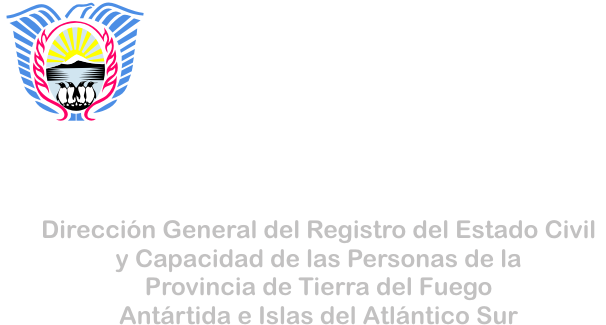 Dirección General del Registro del Estado Civil
y Capacidad de las Personas de la
Provincia de Tierra del Fuego
Antártida e Islas del Atlántico Sur